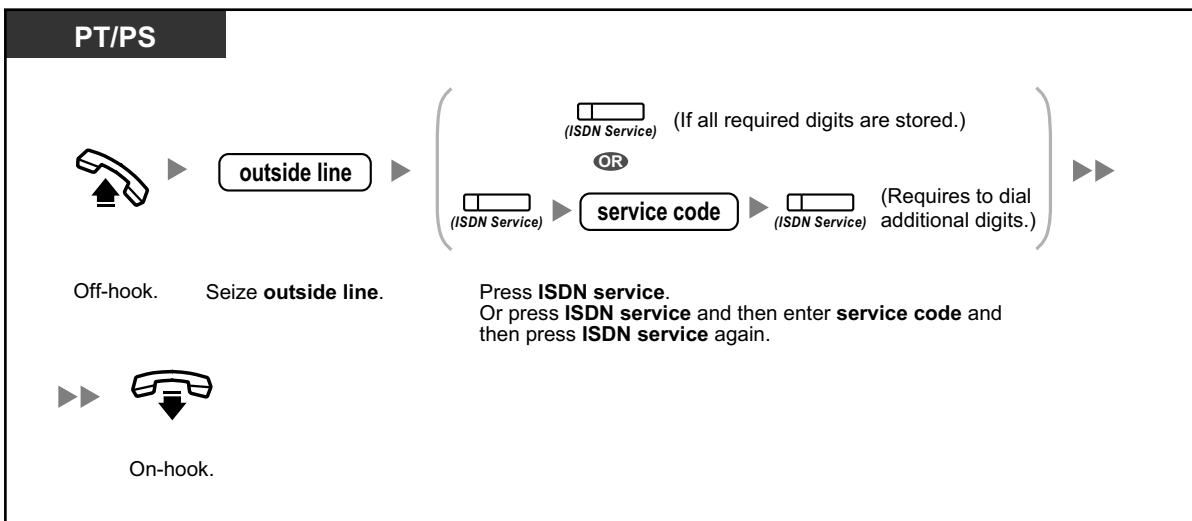 PT/PS
(ISDN Service) (If all required digits are stored.)
OR
outside line
(ISDN Service) service code (ISDN Service) (Requires to dial
additional digits.)
Off-hook. Seize outside line. Press ISDN service.
Or press ISDN service and then enter service code and
then press ISDN service again.
On-hook.